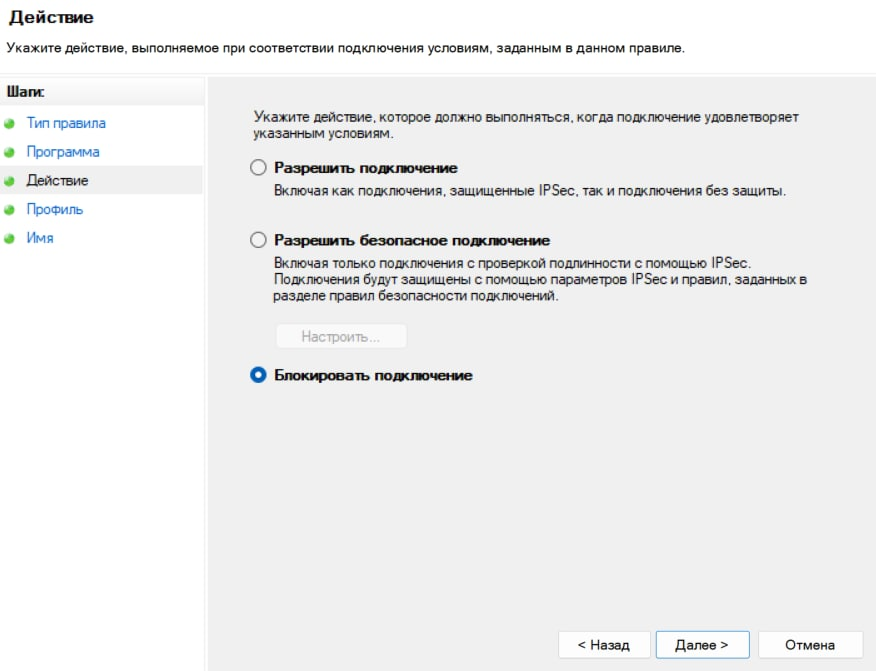 Действие
Укажите действие, выполняемое при соответствии подключения условиям, заданным в данном правиле.
Шаги:
Тип правила
Программа
Действие
Профиль
Имя
Укажите действие, которое должно выполняться, когда подключение удовлетворяет
указанным условиям.
Разрешить подключение
Включая как подключения, защищенные IPSec, так и подключения без защиты.
Разрешить безопасное подключение
Включая только подключения с проверкой подлинности с помощью IPSec.
Подключения будут защищены с помощью параметров IPSec и правил, заданных в
разделе правил безопасности подключений.
Настроить...
Блокировать подключение
< Назад
Далее >
Отмена